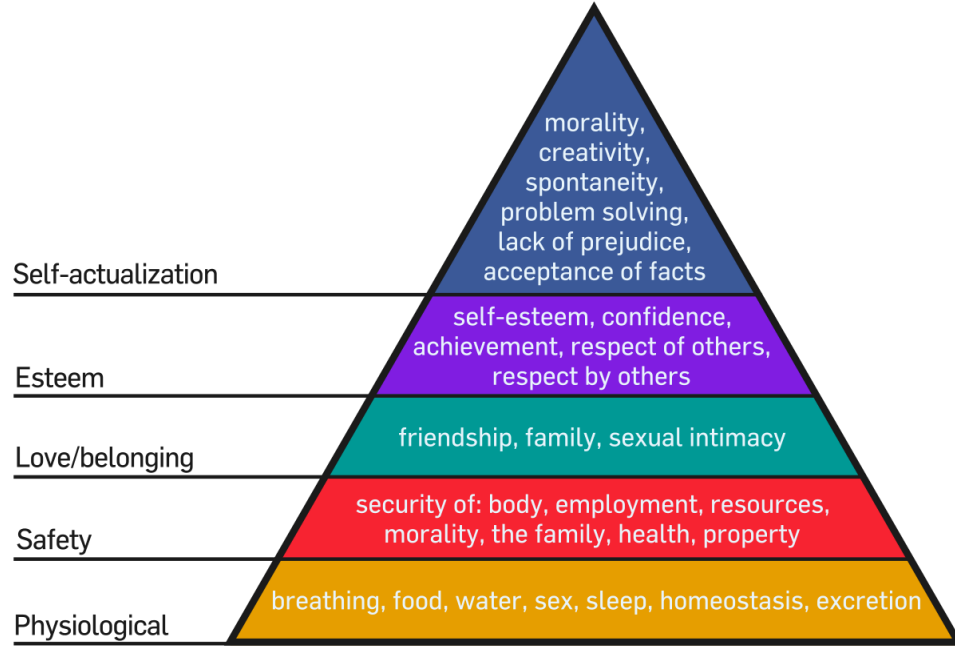 morality,
creativity,
spontaneity,
problem solving,
lack of prejudice,
acceptance of facts
Self-actualization
self-esteem, confidence,
achievement, respect of others,
respect by others
Esteem
friendship, family, sexual intimacy
Love/belonging
security of: body, employment, resources,
morality, the family, health, property
Safety
breathing, food, water, sex, sleep, homeostasis, excretion
Physiological